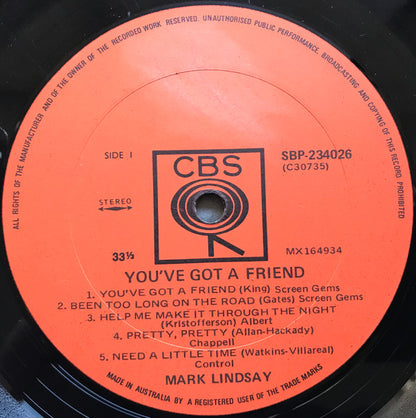 ALL RIGHTS OF THE MANUFACTURER AND OF THE OWNER OF THE RECORDED WORK RESERVED. UNAUTHORISED PUBLIC PERFORMANCE, BROADCASTING AND COPYING OF THIS RECORD PROHIBITED
SIDE I
CBS
SBP-234026
(C30735)
STEREO
33⅓
MX164934
YOU'VE GOT A FRIEND
1. YOU'VE GOT A FRIEND (King) Screen Gems
2. BEEN TOO LONG ON THE ROAD (Gates) Screen Gems
3. HELP ME MAKE IT THROUGH THE NIGHT
(Kristofferson) Albert
4. PRETTY, PRETTY (Allan-Hackady)
Chappell
5. NEED A LITTLE TIME (Watkins-Villareal)
Control
MARK LINDSAY
MADE IN AUSTRALIA BY A REGISTERED USER OF THE TRADE MARKS